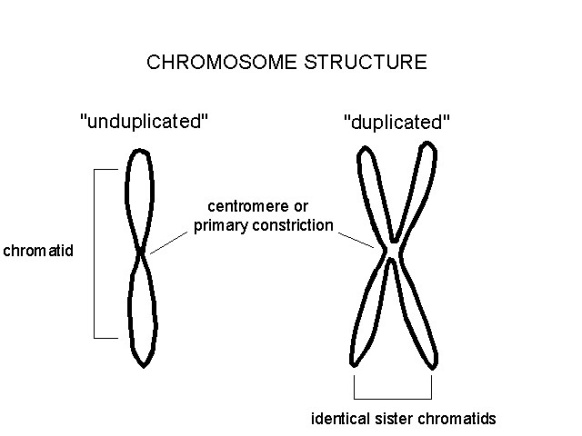 CHROMOSOME STRUCTURE
"unduplicated"
"duplicated"
centromere or
primary constriction
chromatid
identical sister chromatids